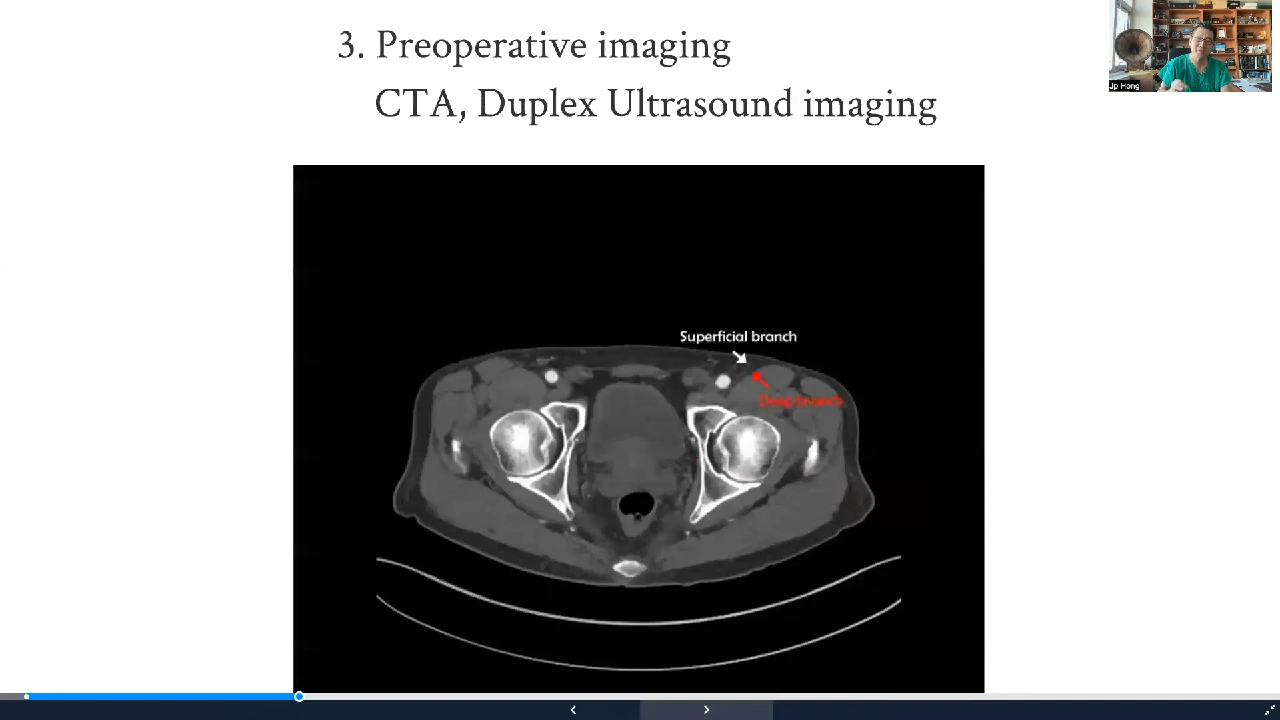 3. Preoperative imaging
CTA, Duplex Ultrasound imaging
Jp Hong
Superficial branch
Deep branch